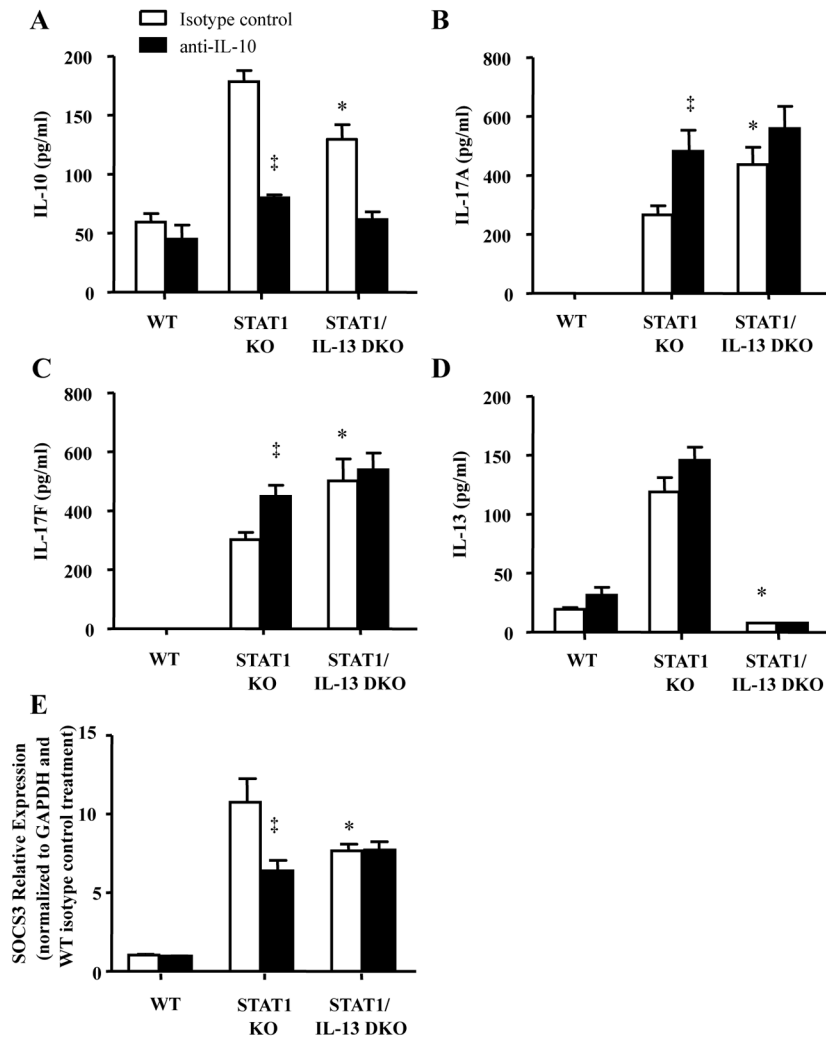 A
Isotype control
anti-IL-10
IL-10 (pg/ml)
200
150
100
50
0
*
‡
WT
STAT1
KO
STAT1/
IL-13 DKO
B
IL-17A (pg/ml)
800
600
400
200
0
‡
*
WT
STAT1
KO
STAT1/
IL-13 DKO
C
IL-17F (pg/ml)
800
600
400
200
0
‡
*
WT
STAT1
KO
STAT1/
IL-13 DKO
D
IL-13 (pg/ml)
200
150
100
50
0
*
WT
STAT1
KO
STAT1/
IL-13 DKO
E
SOCS3 Relative Expression
(normalized to GAPDH and
WT isotype control treatment)
15
10
5
0
‡
*
WT
STAT1
KO
STAT1/
IL-13 DKO